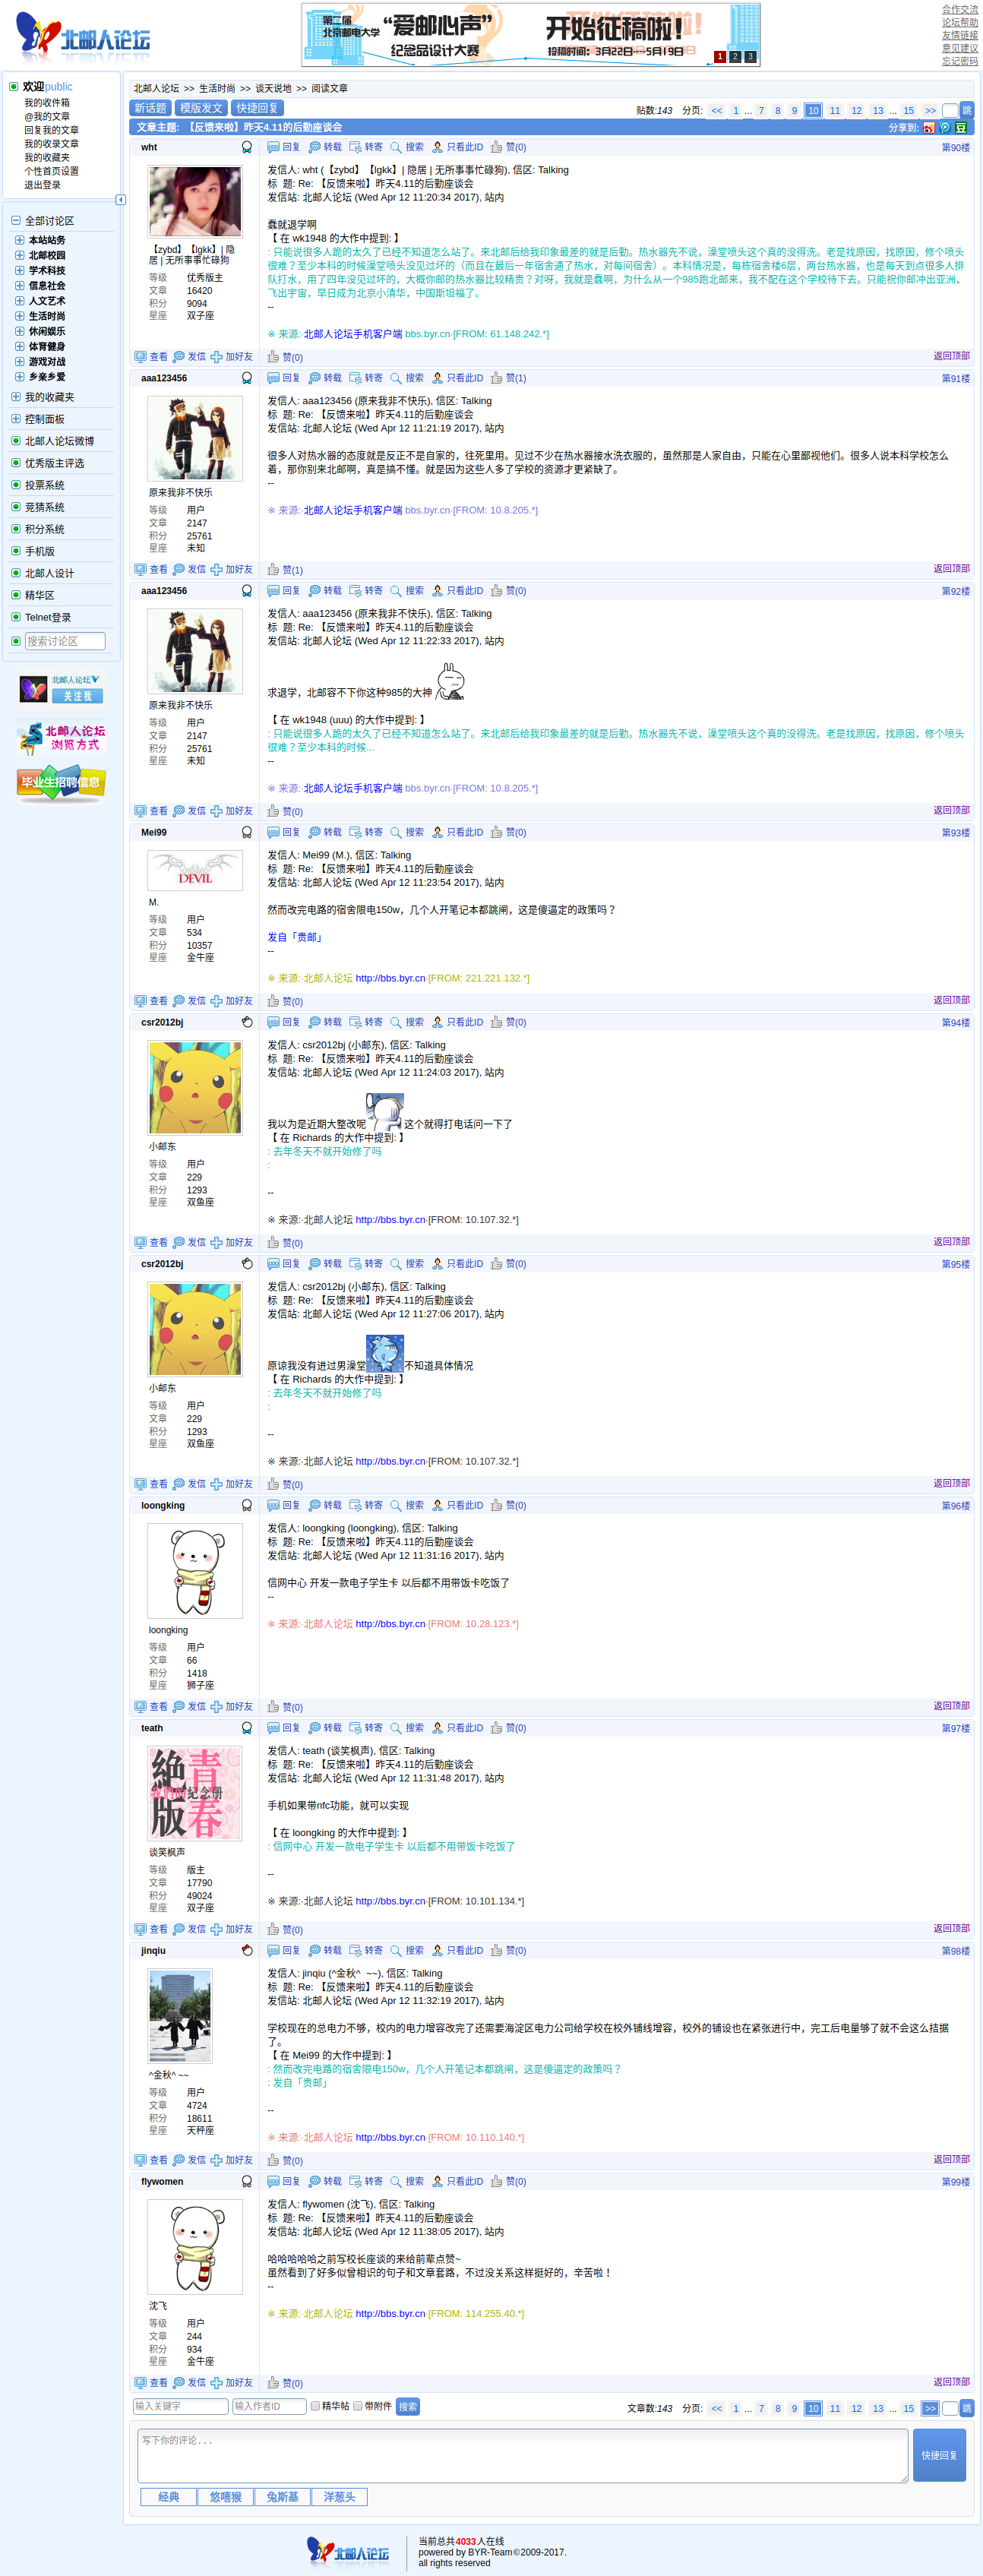 北邮人论坛
第二届
北京邮电大学
“爱邮心声”
纪念品设计大赛
开始征稿啦!
投稿时间:3月22日—5月19日
1 2 3
合作交流
论坛帮助
友情链接
意见建议
忘记密码
欢迎public
我的收件箱
@我的文章
回复我的文章
我的收录文章
我的收藏夹
个性首页设置
退出登录
全部讨论区
本站站务
北邮校园
学术科技
信息社会
人文艺术
生活时尚
休闲娱乐
体育健身
游戏对战
乡亲乡爱
我的收藏夹
控制面板
北邮人论坛微博
优秀版主评选
投票系统
竞猜系统
积分系统
手机版
北邮人设计
精华区
Telnet登录
搜索讨论区
北邮人论坛
关注我
北邮人论坛
浏览方式
毕业生招聘信息
北邮人论坛 >> 生活时尚 >> 谈天说地 >> 阅读文章
新话题 模版发文 快捷回复
贴数:143 分页: << 1 ... 7 8 9 10 11 12 13 ... 15 >> 跳
文章主题: 【反馈来啦】昨天4.11的后勤座谈会
分享到: 豆
wht
回复 转载 转寄 搜索 只看此ID 赞(0) 第90楼
【zybd】【lgkk】| 隐居 | 无所事事忙碌狗
等级 优秀版主
文章 16420
积分 9094
星座 双子座
发信人: wht (【zybd】【lgkk】| 隐居 | 无所事事忙碌狗), 信区: Talking
标 题: Re: 【反馈来啦】昨天4.11的后勤座谈会
发信站: 北邮人论坛 (Wed Apr 12 11:20:34 2017), 站内
蠢就退学啊
【 在 wk1948 的大作中提到: 】
: 只能说很多人跪的太久了已经不知道怎么站了。来北邮后给我印象最差的就是后勤。热水器先不说，澡堂喷头这个真的没得洗。老是找原因，找原因，修个喷头很难？至少本科的时候澡堂喷头没见过坏的（而且在最后一年宿舍通了热水，对每间宿舍）。本科情况是，每栋宿舍楼6层，两台热水器，也是每天到点很多人排队打水，用了四年没见过坏的，大概你邮的热水器比较精贵？对呀，我就是蠢啊，为什么从一个985跑北邮来，我不配在这个学校待下去。只能祝你邮冲出亚洲，飞出宇宙，早日成为北京小清华，中国斯坦福了。
--
※ 来源:·北邮人论坛手机客户端 bbs.byr.cn·[FROM: 61.148.242.*]
查看 发信 加好友 赞(0) 返回顶部
aaa123456
回复 转载 转寄 搜索 只看此ID 赞(1) 第91楼
原来我非不快乐
等级 用户
文章 2147
积分 25761
星座 未知
发信人: aaa123456 (原来我非不快乐), 信区: Talking
标 题: Re: 【反馈来啦】昨天4.11的后勤座谈会
发信站: 北邮人论坛 (Wed Apr 12 11:21:19 2017), 站内
很多人对热水器的态度就是反正不是自家的，往死里用。见过不少在热水器接水洗衣服的，虽然那是人家自由，只能在心里鄙视他们。很多人说本科学校怎么着，那你别来北邮啊，真是搞不懂。就是因为这些人多了学校的资源才更紧缺了。
--
※ 来源:·北邮人论坛手机客户端 bbs.byr.cn·[FROM: 10.8.205.*]
查看 发信 加好友 赞(1) 返回顶部
aaa123456
回复 转载 转寄 搜索 只看此ID 赞(0) 第92楼
原来我非不快乐
等级 用户
文章 2147
积分 25761
星座 未知
发信人: aaa123456 (原来我非不快乐), 信区: Talking
标 题: Re: 【反馈来啦】昨天4.11的后勤座谈会
发信站: 北邮人论坛 (Wed Apr 12 11:22:33 2017), 站内
求退学，北邮容不下你这种985的大神
【 在 wk1948 (uuu) 的大作中提到: 】
: 只能说很多人跪的太久了已经不知道怎么站了。来北邮后给我印象最差的就是后勤。热水器先不说，澡堂喷头这个真的没得洗。老是找原因，找原因，修个喷头很难？至少本科的时候...
--
※ 来源:·北邮人论坛手机客户端 bbs.byr.cn·[FROM: 10.8.205.*]
查看 发信 加好友 赞(0) 返回顶部
Mei99
回复 转载 转寄 搜索 只看此ID 赞(0) 第93楼
DEVIL
M.
等级 用户
文章 534
积分 10357
星座 金牛座
发信人: Mei99 (M.), 信区: Talking
标 题: Re: 【反馈来啦】昨天4.11的后勤座谈会
发信站: 北邮人论坛 (Wed Apr 12 11:23:54 2017), 站内
然而改完电路的宿舍限电150w，几个人开笔记本都跳闸，这是傻逼定的政策吗？
发自「贵邮」
--
※ 来源:·北邮人论坛 http://bbs.byr.cn·[FROM: 221.221.132.*]
查看 发信 加好友 赞(0) 返回顶部
csr2012bj
回复 转载 转寄 搜索 只看此ID 赞(0) 第94楼
小邮东
等级 用户
文章 229
积分 1293
星座 双鱼座
发信人: csr2012bj (小邮东), 信区: Talking
标 题: Re: 【反馈来啦】昨天4.11的后勤座谈会
发信站: 北邮人论坛 (Wed Apr 12 11:24:03 2017), 站内
我以为是近期大整改呢 这个就得打电话问一下了
【 在 Richards 的大作中提到: 】
: 去年冬天不就开始修了吗
:
--
※ 来源:·北邮人论坛 http://bbs.byr.cn·[FROM: 10.107.32.*]
查看 发信 加好友 赞(0) 返回顶部
csr2012bj
回复 转载 转寄 搜索 只看此ID 赞(0) 第95楼
小邮东
等级 用户
文章 229
积分 1293
星座 双鱼座
发信人: csr2012bj (小邮东), 信区: Talking
标 题: Re: 【反馈来啦】昨天4.11的后勤座谈会
发信站: 北邮人论坛 (Wed Apr 12 11:27:06 2017), 站内
原谅我没有进过男澡堂 不知道具体情况
【 在 Richards 的大作中提到: 】
: 去年冬天不就开始修了吗
:
--
※ 来源:·北邮人论坛 http://bbs.byr.cn·[FROM: 10.107.32.*]
查看 发信 加好友 赞(0) 返回顶部
loongking
回复 转载 转寄 搜索 只看此ID 赞(0) 第96楼
loongking
等级 用户
文章 66
积分 1418
星座 狮子座
发信人: loongking (loongking), 信区: Talking
标 题: Re: 【反馈来啦】昨天4.11的后勤座谈会
发信站: 北邮人论坛 (Wed Apr 12 11:31:16 2017), 站内
信网中心 开发一款电子学生卡 以后都不用带饭卡吃饭了
--
※ 来源:·北邮人论坛 http://bbs.byr.cn·[FROM: 10.28.123.*]
查看 发信 加好友 赞(0) 返回顶部
teath
回复 转载 转寄 搜索 只看此ID 赞(0) 第97楼
絶版青春
我們的纪念册
谈笑枫声
等级 版主
文章 17790
积分 49024
星座 双子座
发信人: teath (谈笑枫声), 信区: Talking
标 题: Re: 【反馈来啦】昨天4.11的后勤座谈会
发信站: 北邮人论坛 (Wed Apr 12 11:31:48 2017), 站内
手机如果带nfc功能，就可以实现
【 在 loongking 的大作中提到: 】
: 信网中心 开发一款电子学生卡 以后都不用带饭卡吃饭了
--
※ 来源:·北邮人论坛 http://bbs.byr.cn·[FROM: 10.101.134.*]
查看 发信 加好友 赞(0) 返回顶部
jinqiu
回复 转载 转寄 搜索 只看此ID 赞(0) 第98楼
^金秋^ ~~
等级 用户
文章 4724
积分 18611
星座 天秤座
发信人: jinqiu (^金秋^ ~~), 信区: Talking
标 题: Re: 【反馈来啦】昨天4.11的后勤座谈会
发信站: 北邮人论坛 (Wed Apr 12 11:32:19 2017), 站内
学校现在的总电力不够，校内的电力增容改完了还需要海淀区电力公司给学校在校外铺线增容，校外的铺设也在紧张进行中，完工后电量够了就不会这么拮据了。
【 在 Mei99 的大作中提到: 】
: 然而改完电路的宿舍限电150w，几个人开笔记本都跳闸，这是傻逼定的政策吗？
: 发自「贵邮」
--
※ 来源:·北邮人论坛 http://bbs.byr.cn·[FROM: 10.110.140.*]
查看 发信 加好友 赞(0) 返回顶部
flywomen
回复 转载 转寄 搜索 只看此ID 赞(0) 第99楼
沈飞
等级 用户
文章 244
积分 934
星座 金牛座
发信人: flywomen (沈飞), 信区: Talking
标 题: Re: 【反馈来啦】昨天4.11的后勤座谈会
发信站: 北邮人论坛 (Wed Apr 12 11:38:05 2017), 站内
哈哈哈哈哈之前写校长座谈的来给前辈点赞~
虽然看到了好多似曾相识的句子和文章套路，不过没关系这样挺好的，辛苦啦！
--
※ 来源:·北邮人论坛 http://bbs.byr.cn·[FROM: 114.255.40.*]
查看 发信 加好友 赞(0) 返回顶部
输入关键字 输入作者ID 精华帖 带附件 搜索
文章数:143 分页: << 1 ... 7 8 9 10 11 12 13 ... 15 >> 跳
写下你的评论...
快捷回复
经典 悠嘻猴 兔斯基 洋葱头
北邮人论坛
当前总共4033人在线
powered by BYR-Team©2009-2017.
all rights reserved